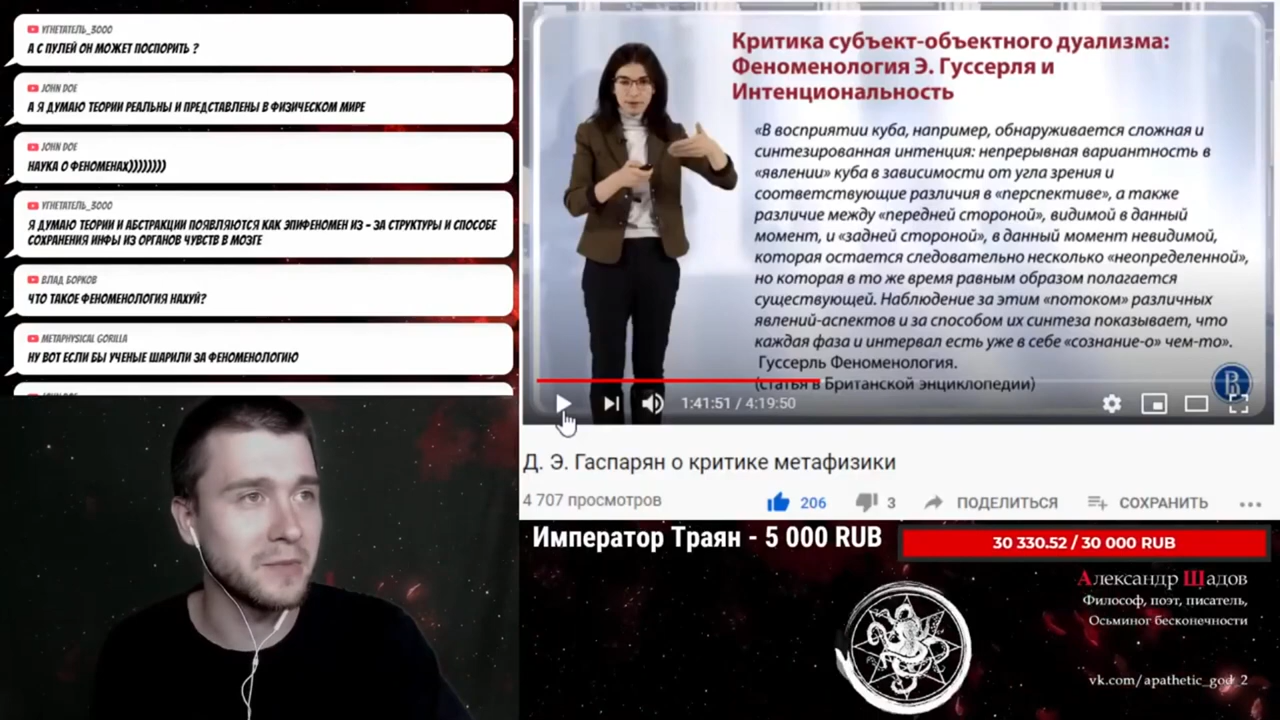 УГНЕТАТЕЛЬ_3000
А С ПУЛЕЙ ОН МОЖЕТ ПОСПОРИТЬ ?
JOHN DOE
А Я ДУМАЮ ТЕОРИИ РЕАЛЬНЫ И ПРЕДСТАВЛЕНЫ В ФИЗИЧЕСКОМ МИРЕ
JOHN DOE
НАУКА О ФЕНОМЕНАХ))))))))
УГНЕТАТЕЛЬ_3000
Я ДУМАЮ ТЕОРИИ И АБСТРАКЦИИ ПОЯВЛЯЮТСЯ КАК ЭПИФЕНОМЕН ИЗ - ЗА СТРУКТУРЫ И СПОСОБЕ
СОХРАНЕНИЯ ИНФЫ ИЗ ОРГАНОВ ЧУВСТВ В МОЗГЕ
ВЛАД БОРКОВ
ЧТО ТАКОЕ ФЕНОМЕНОЛОГИЯ НАХУЙ?
METAPHYSICAL GORILLA
НУ ВОТ ЕСЛИ БЫ УЧЕНЫЕ ШАРИЛИ ЗА ФЕНОМЕНОЛОГИЮ
Критика субъект-объектного дуализма:
Феноменология Э. Гуссерля и
Интенциональность
«В восприятии куба, например, обнаруживается сложная и
синтезированная интенция: непрерывная вариантность в
«явлении» куба в зависимости от угла зрения и
соответствующие различия в «перспективе», а также
различие между «передней стороной», видимой в данный
момент, и «задней стороной», в данный момент невидимой,
которая остается следовательно несколько «неопределенной»,
но которая в то же время равным образом полагается
существующей. Наблюдение за этим «потоком» различных
явлений-аспектов и за способом их синтеза показывает, что
каждая фаза и интервал есть уже в себе «сознание-о» чем-то».
Гуссерль Феноменология.
(статья в Британской энциклопедии)
1:41:51 / 4:19:50
Д. Э. Гаспарян о критике метафизики
4 707 просмотров
206
3
ПОДЕЛИТЬСЯ
СОХРАНИТЬ
Император Траян - 5 000 RUB
30 330.52 / 30 000 RUB
Александр Шадов
Философ, поэт, писатель,
Осьминог бесконечности
vk.com/apathetic_god_2